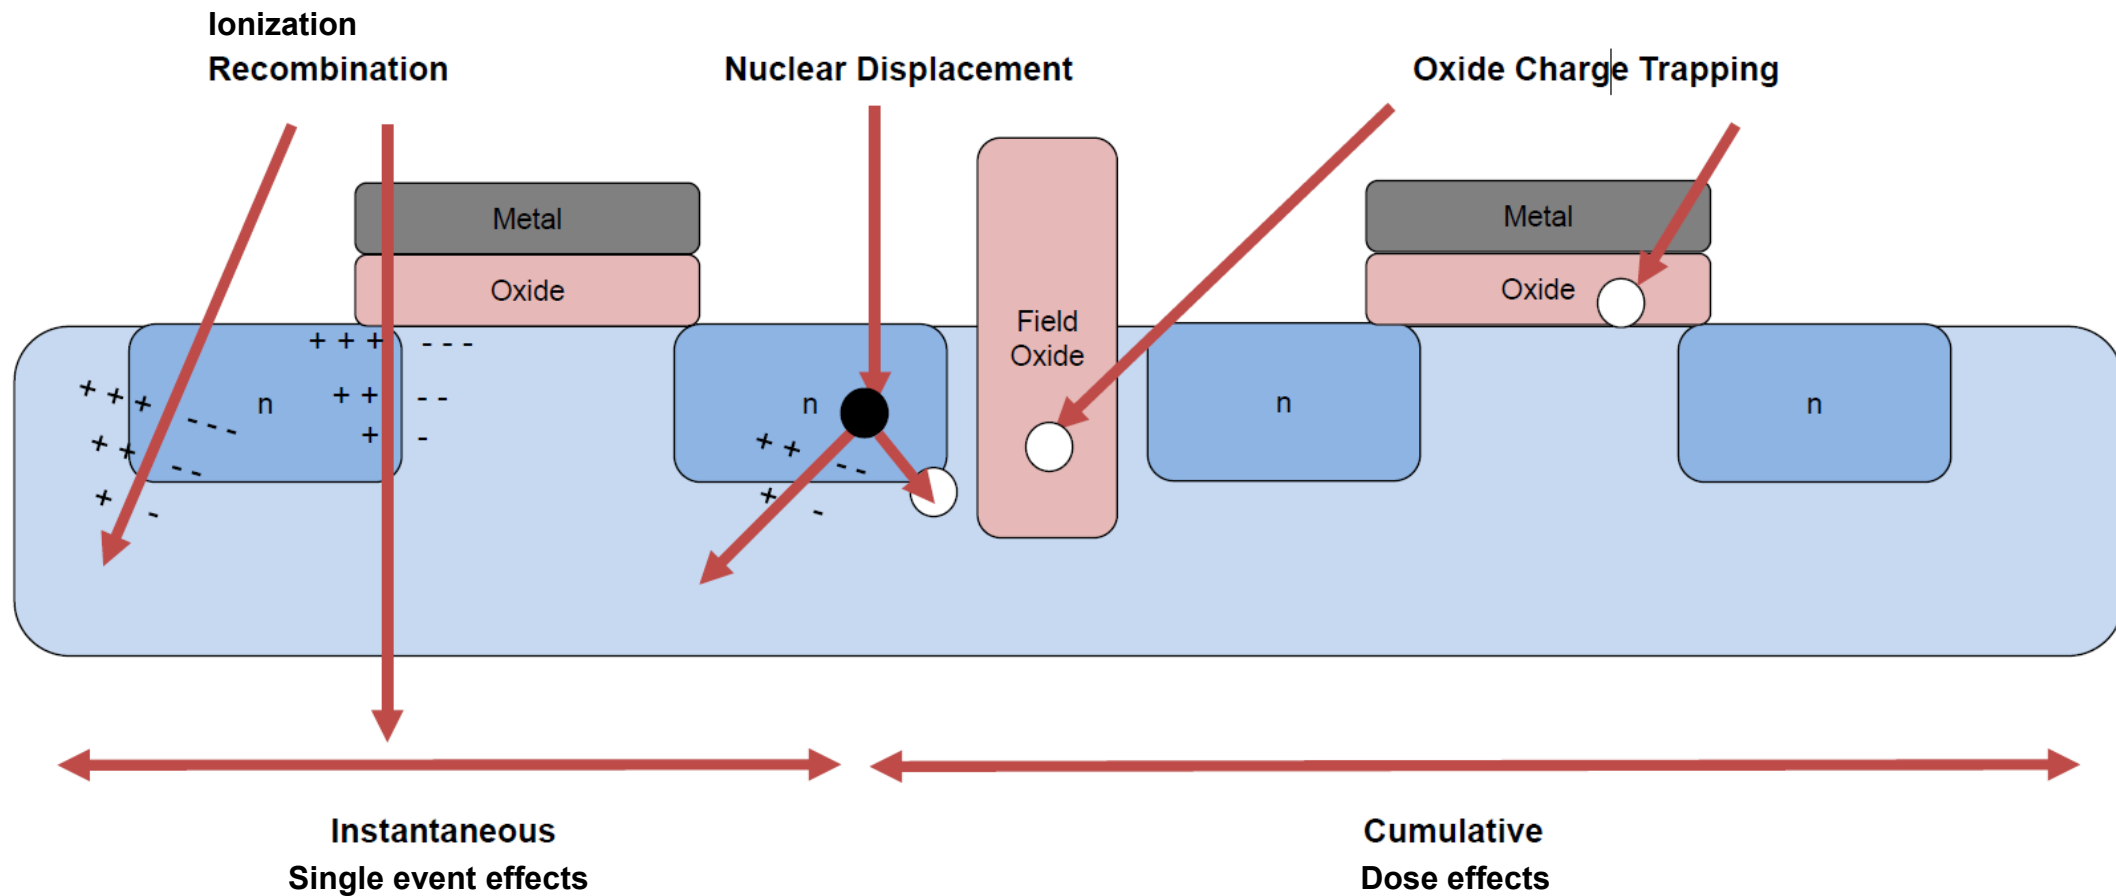 Ionization
Recombination
Nuclear Displacement
Oxide Charge Trapping
Metal
Oxide
Metal
Oxide
Field
Oxide
+ + +
- - -
+ +
- -
+
-
+ + +
- - -
+ +
- -
+
-
n
n
+ +
- -
+
-
n
n
Instantaneous
Single event effects
Cumulative
Dose effects